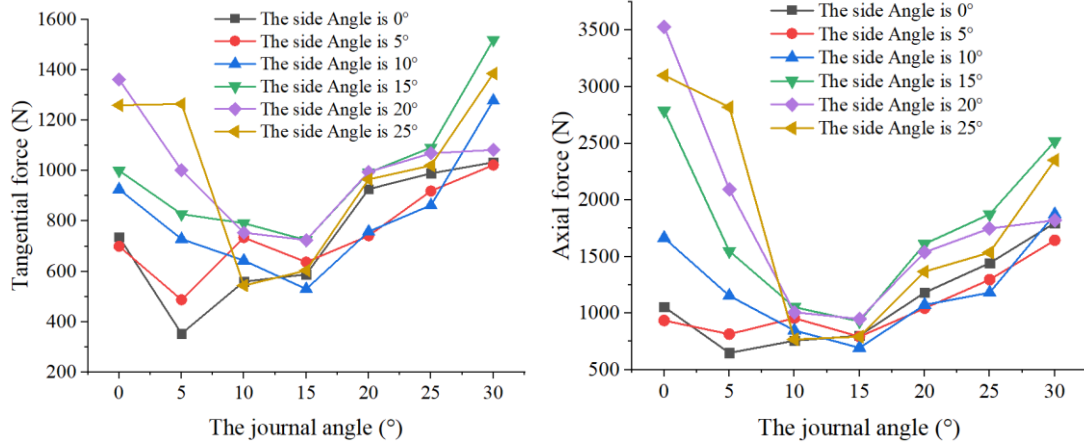 1600
1400
1200
1000
800
600
400
200
Tangential force (N)
The side Angle is 0°
The side Angle is 5°
The side Angle is 10°
The side Angle is 15°
The side Angle is 20°
The side Angle is 25°
0 5 10 15 20 25 30
The journal angle (°)
3500
3000
2500
2000
1500
1000
500
Axial force (N)
The side Angle is 0°
The side Angle is 5°
The side Angle is 10°
The side Angle is 15°
The side Angle is 20°
The side Angle is 25°
0 5 10 15 20 25 30
The journal angle (°)